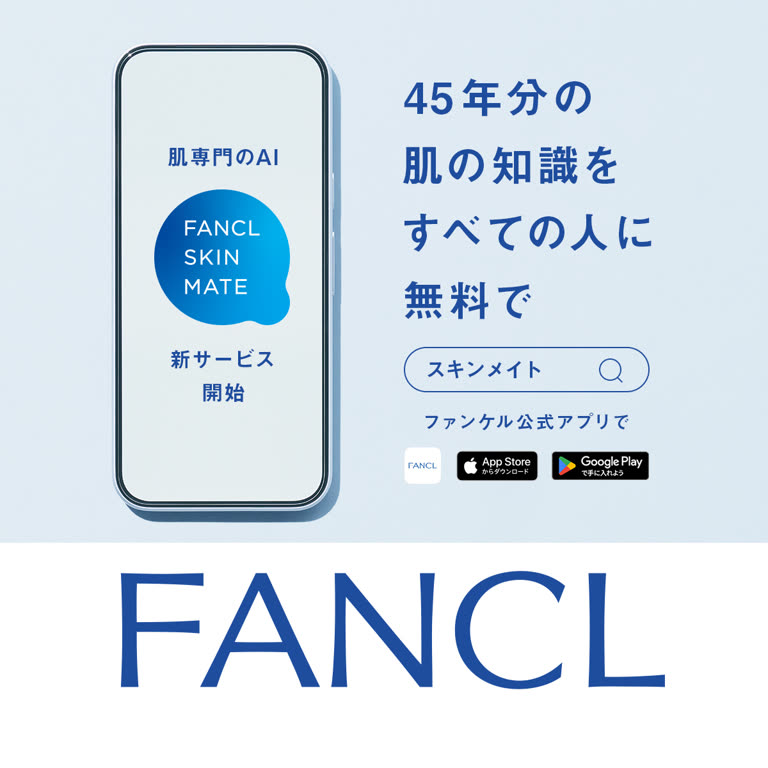 肌専門のAI
FANCL
SKIN
MATE
新サービス
開始
45年分の
肌の知識を
すべての人に
無料で
スキンメイト
ファンケル公式アプリで
FANCL
App Store
からダウンロード
Google Play
で手に入れよう
FANCL